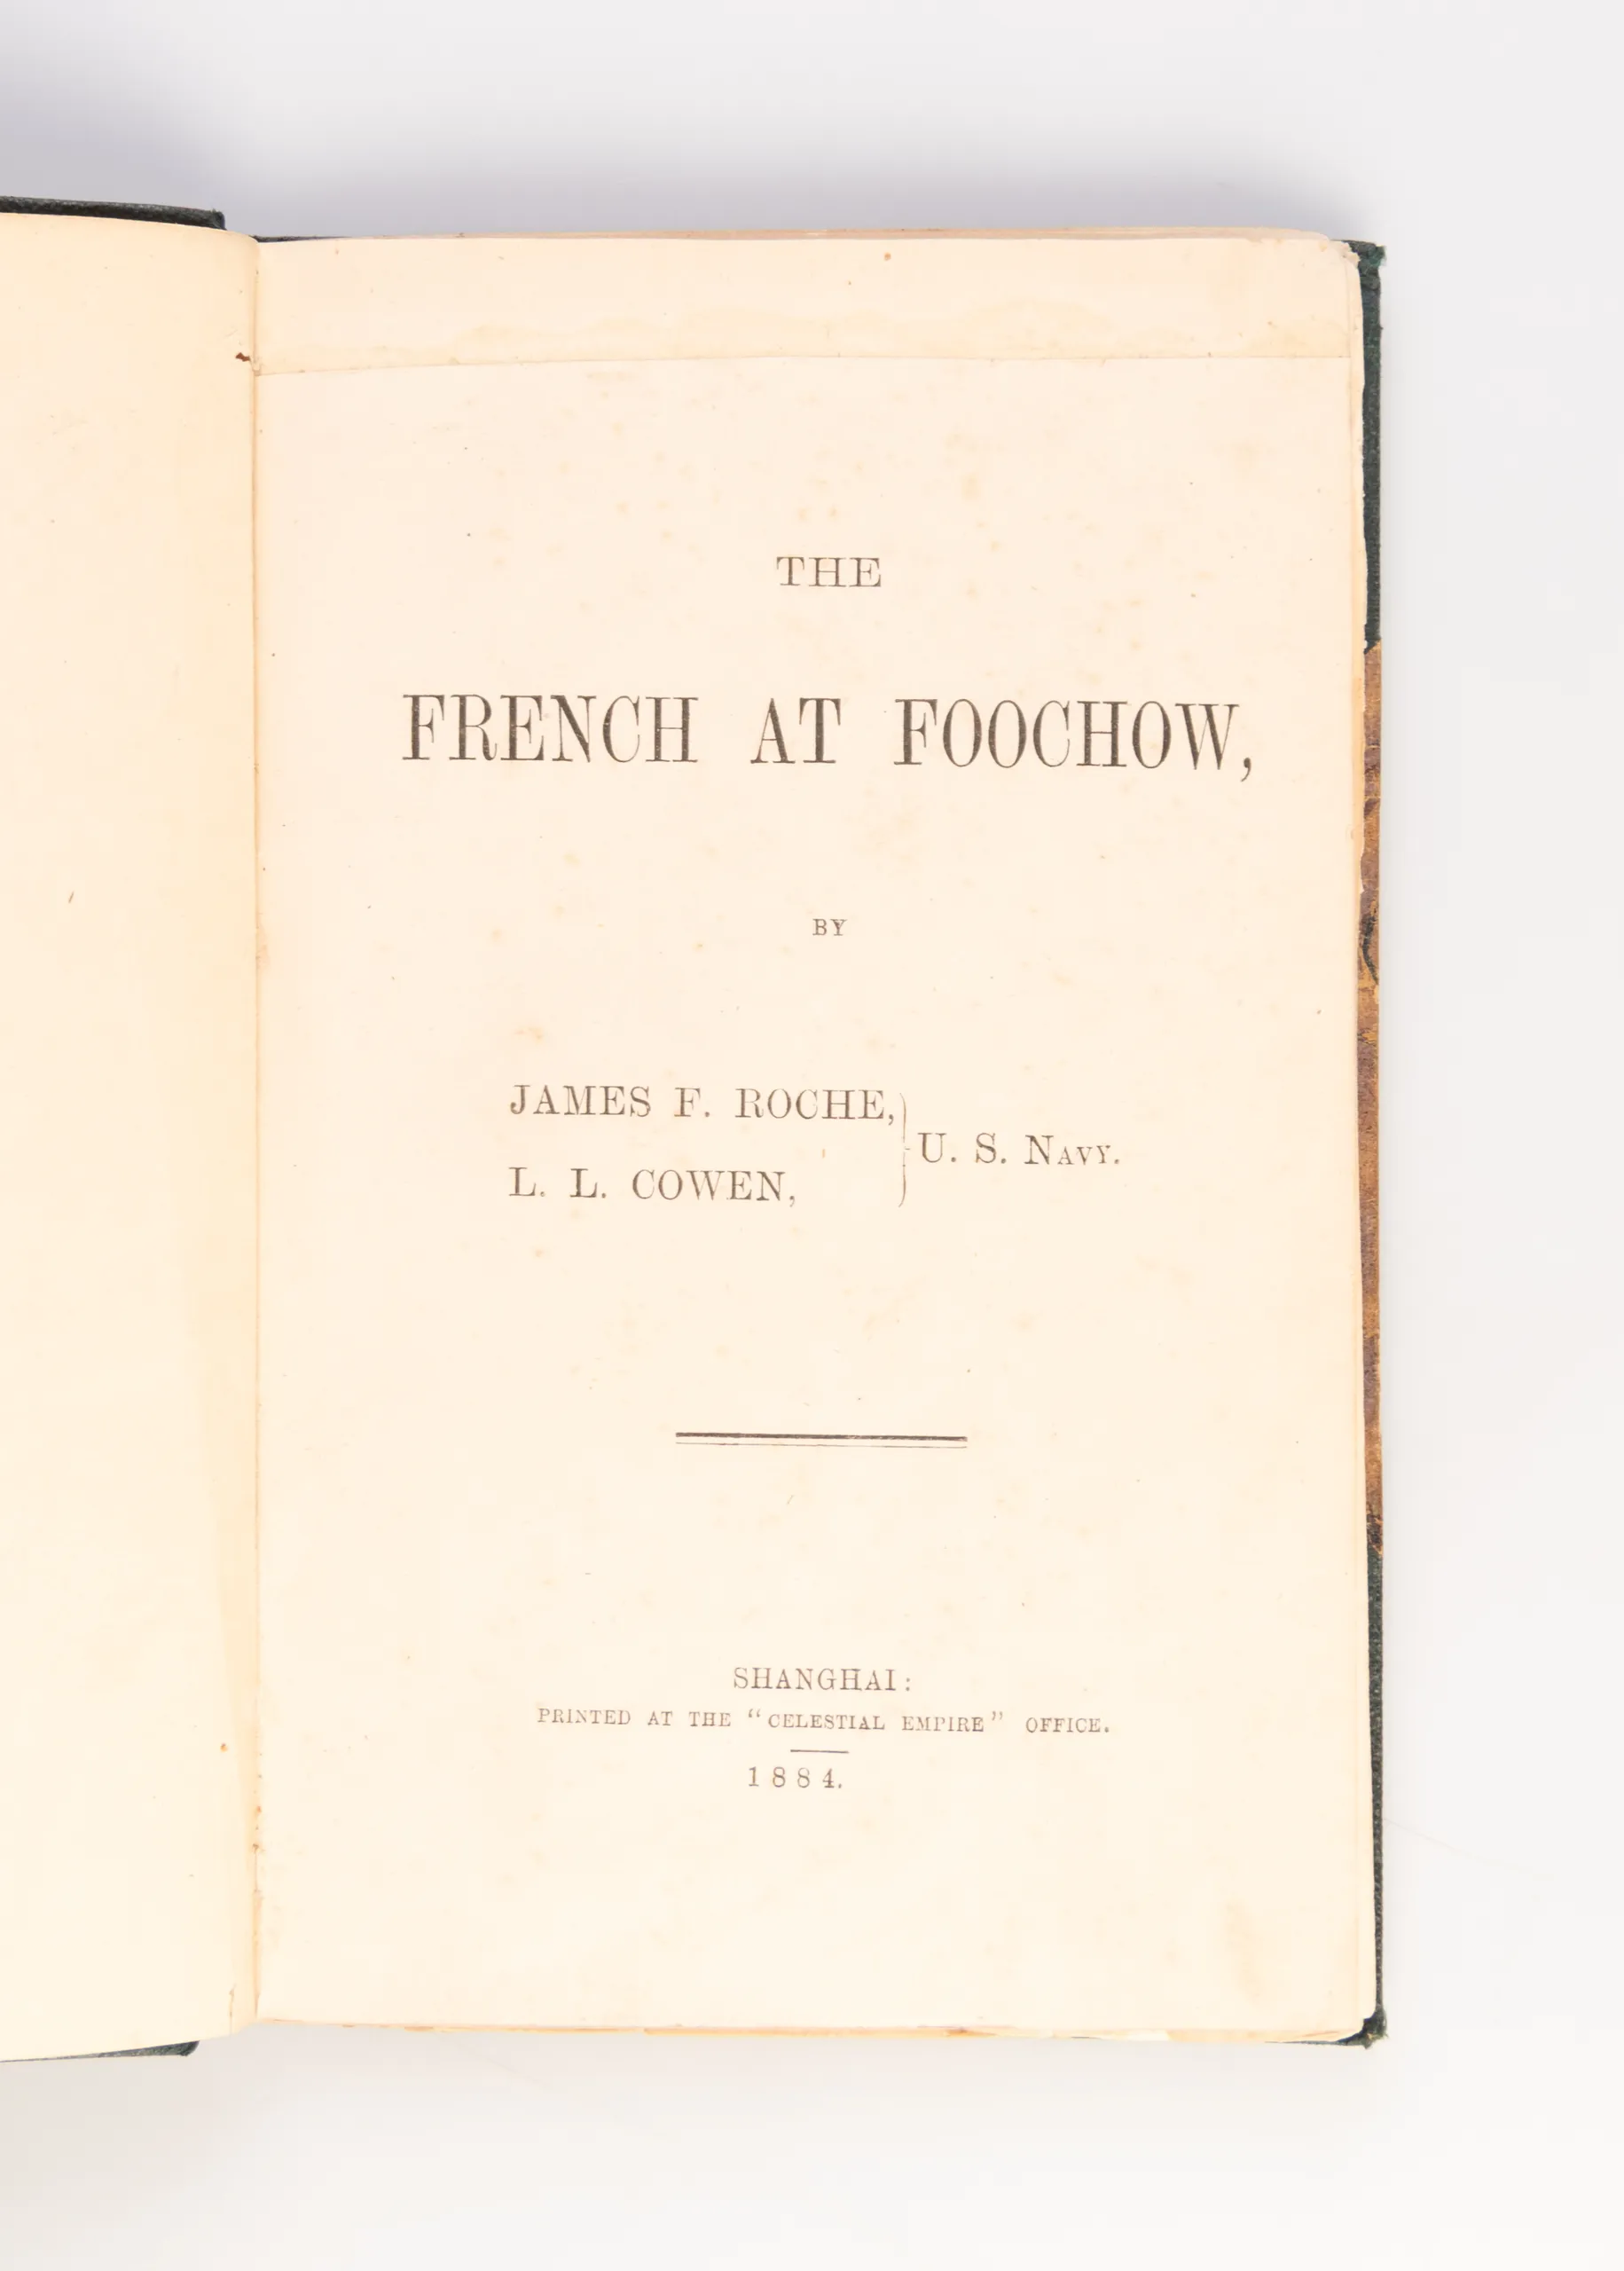 THE
FRENCH AT FOOCHOW,
BY
JAMES F. ROCHE,
L. L. COWEN,
U. S. NAVY.
SHANGHAI:
PRINTED AT THE “CELESTIAL EMPIRE” OFFICE.
1884.